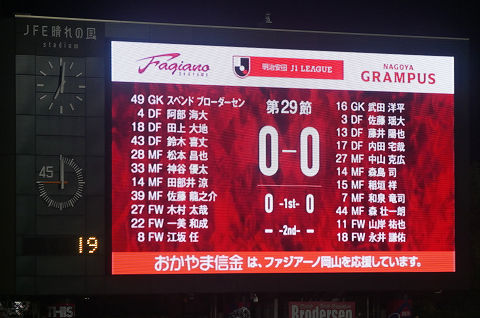 JFE晴れの国
stadium
Fagiano
OKAYAMA
明治安田 J1 LEAGUE
NAGOYA
GRAMPUS
49 GK スベンド ブローダーセン
4 DF 阿部 海大
18 DF 田上 大地
43 DF 鈴木 喜丈
28 MF 松本 昌也
33 MF 神谷 優太
14 MF 田部井 涼
39 MF 佐藤 龍之介
27 FW 木村 太哉
22 FW 一美 和成
8 FW 江坂 任
第29節
0-0
0 -1st- 0
- -2nd- -
16 GK 武田 洋平
3 DF 佐藤 瑶大
13 DF 藤井 陽也
17 DF 内田 宅哉
27 MF 中山 克広
14 MF 森島 司
15 MF 稲垣 祥
7 MF 和泉 竜司
44 MF 森 壮一朗
11 FW 山岸 祐也
18 FW 永井 謙佑
45
19
おかやま信金 は、ファジアーノ岡山を応援しています。
THIS
Brodersen